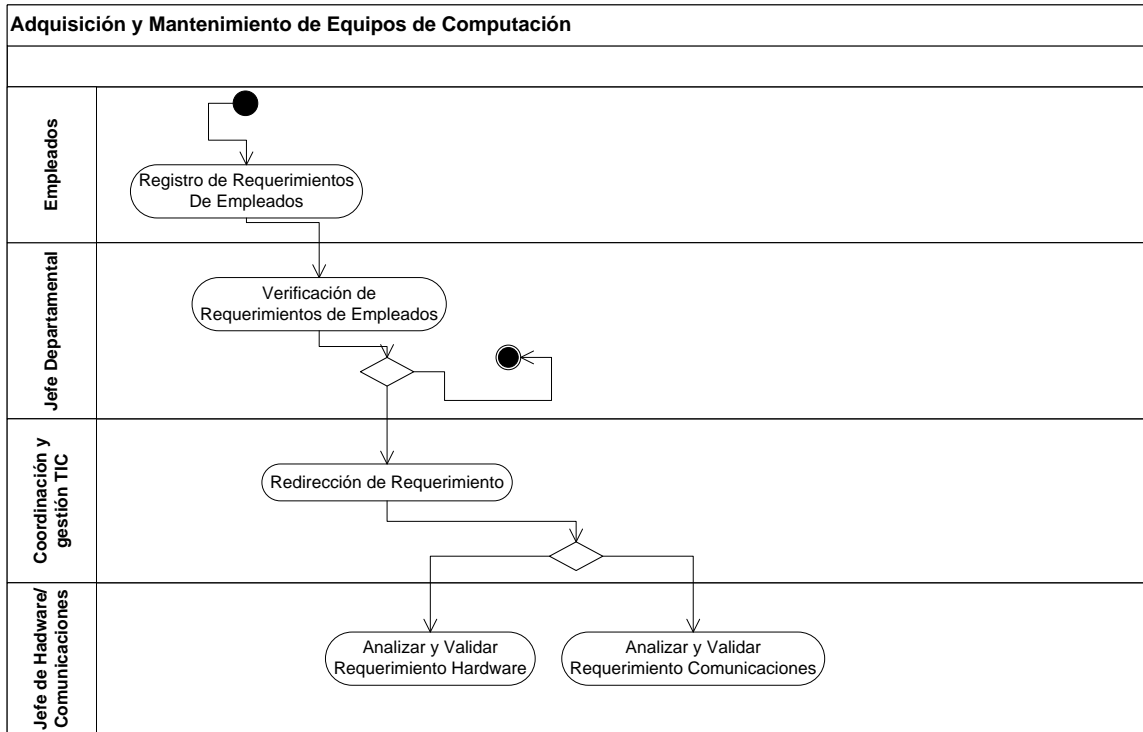 Adquisición y Mantenimiento de Equipos de Computación
Empleados
Registro de Requerimientos
De Empleados
Jefe Departamental
Verificación de
Requerimientos de Empleados
Coordinación y
gestión TIC
Redirección de Requerimiento
Jefe de Hadware/
Comunicaciones
Analizar y Validar
Requerimiento Hardware
Analizar y Validar
Requerimiento Comunicaciones